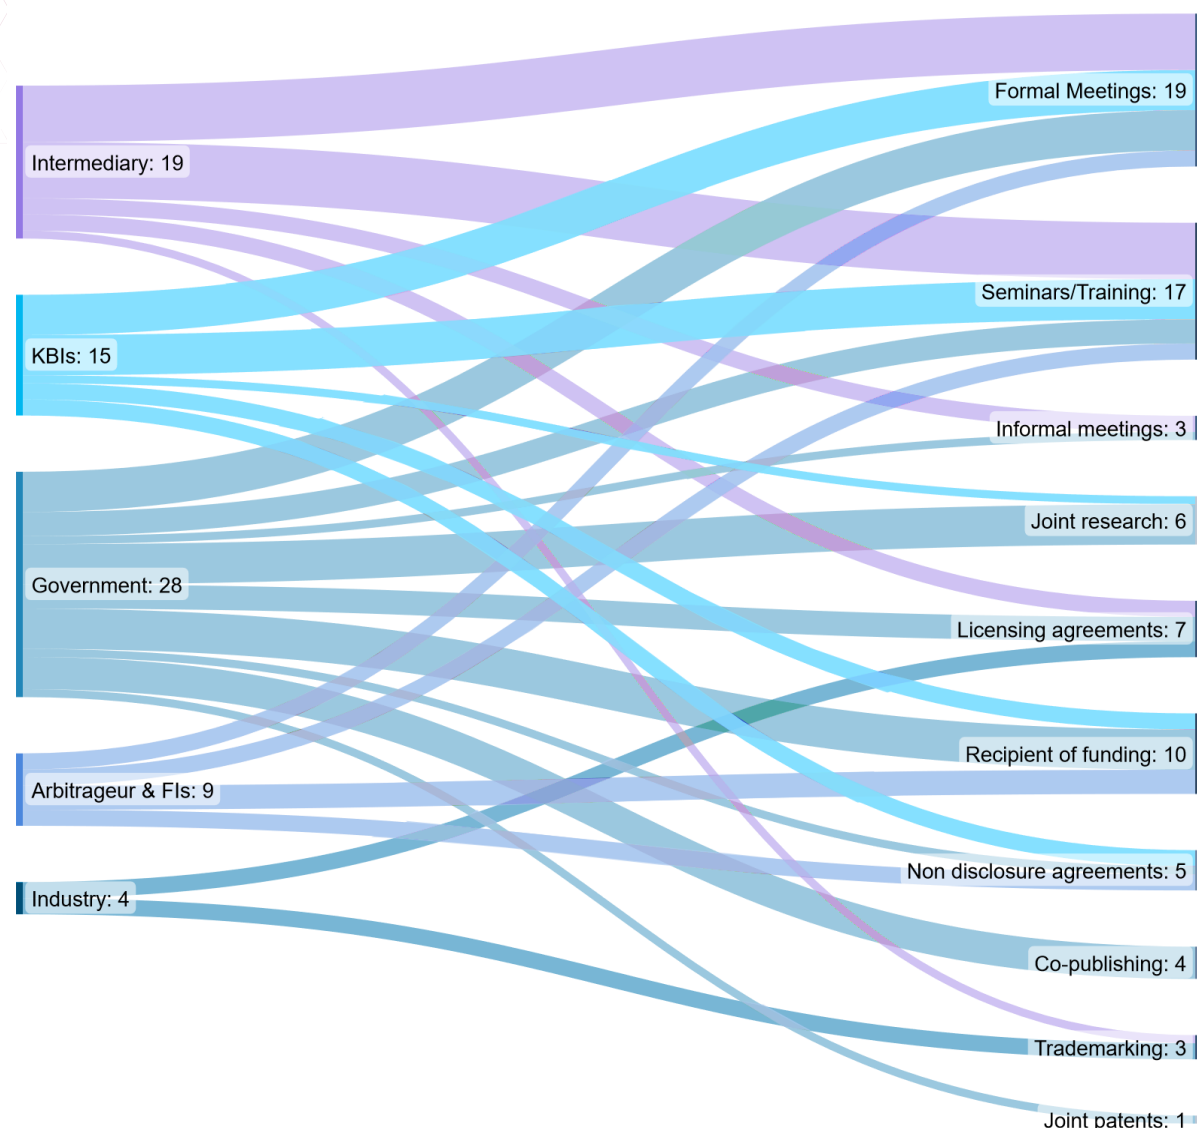 Intermediary: 19
KBIs: 15
Government: 28
Arbitrageur & FIs: 9
Industry: 4
Formal Meetings: 19
Seminars/Training: 17
Informal meetings: 3
Joint research: 6
Licensing agreements: 7
Recipient of funding: 10
Non disclosure agreements: 5
Co-publishing: 4
Trademarking: 3
Joint patents: 1